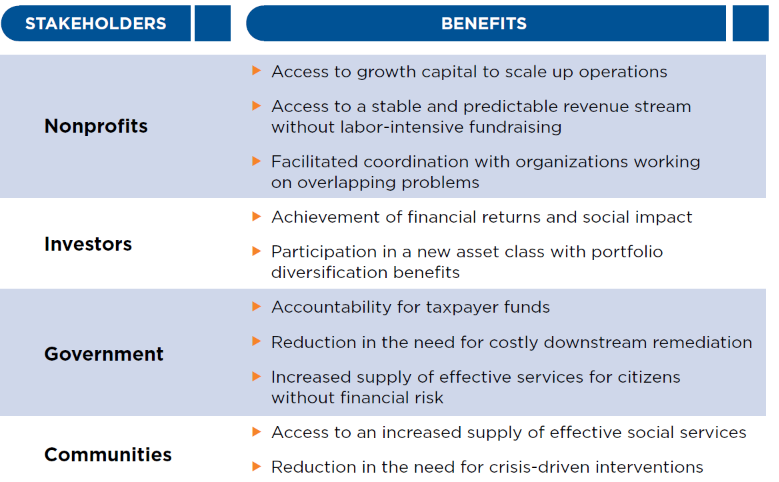 STAKEHOLDERS
BENEFITS
Nonprofits
Access to growth capital to scale up operations
Access to a stable and predictable revenue stream
without labor-intensive fundraising
Facilitated coordination with organizations working
on overlapping problems
Investors
Achievement of financial returns and social impact
Participation in a new asset class with portfolio
diversification benefits
Government
Accountability for taxpayer funds
Reduction in the need for costly downstream remediation
Increased supply of effective services for citizens
without financial risk
Communities
Access to an increased supply of effective social services
Reduction in the need for crisis-driven interventions